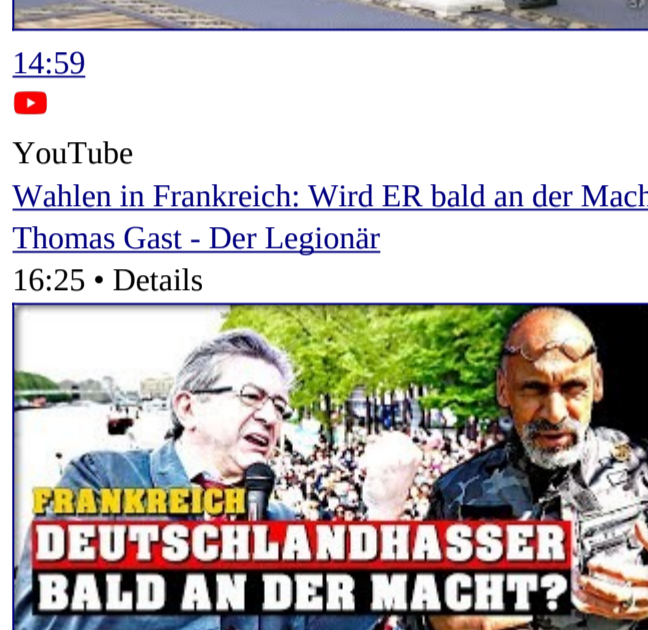 14:59
YouTube
Wahlen in Frankreich: Wird ER bald an der Mach
Thomas Gast - Der Legionär
16:25 • Details
FRANKREICH
DEUTSCHLANDHASSER
BALD AN DER MACHT?